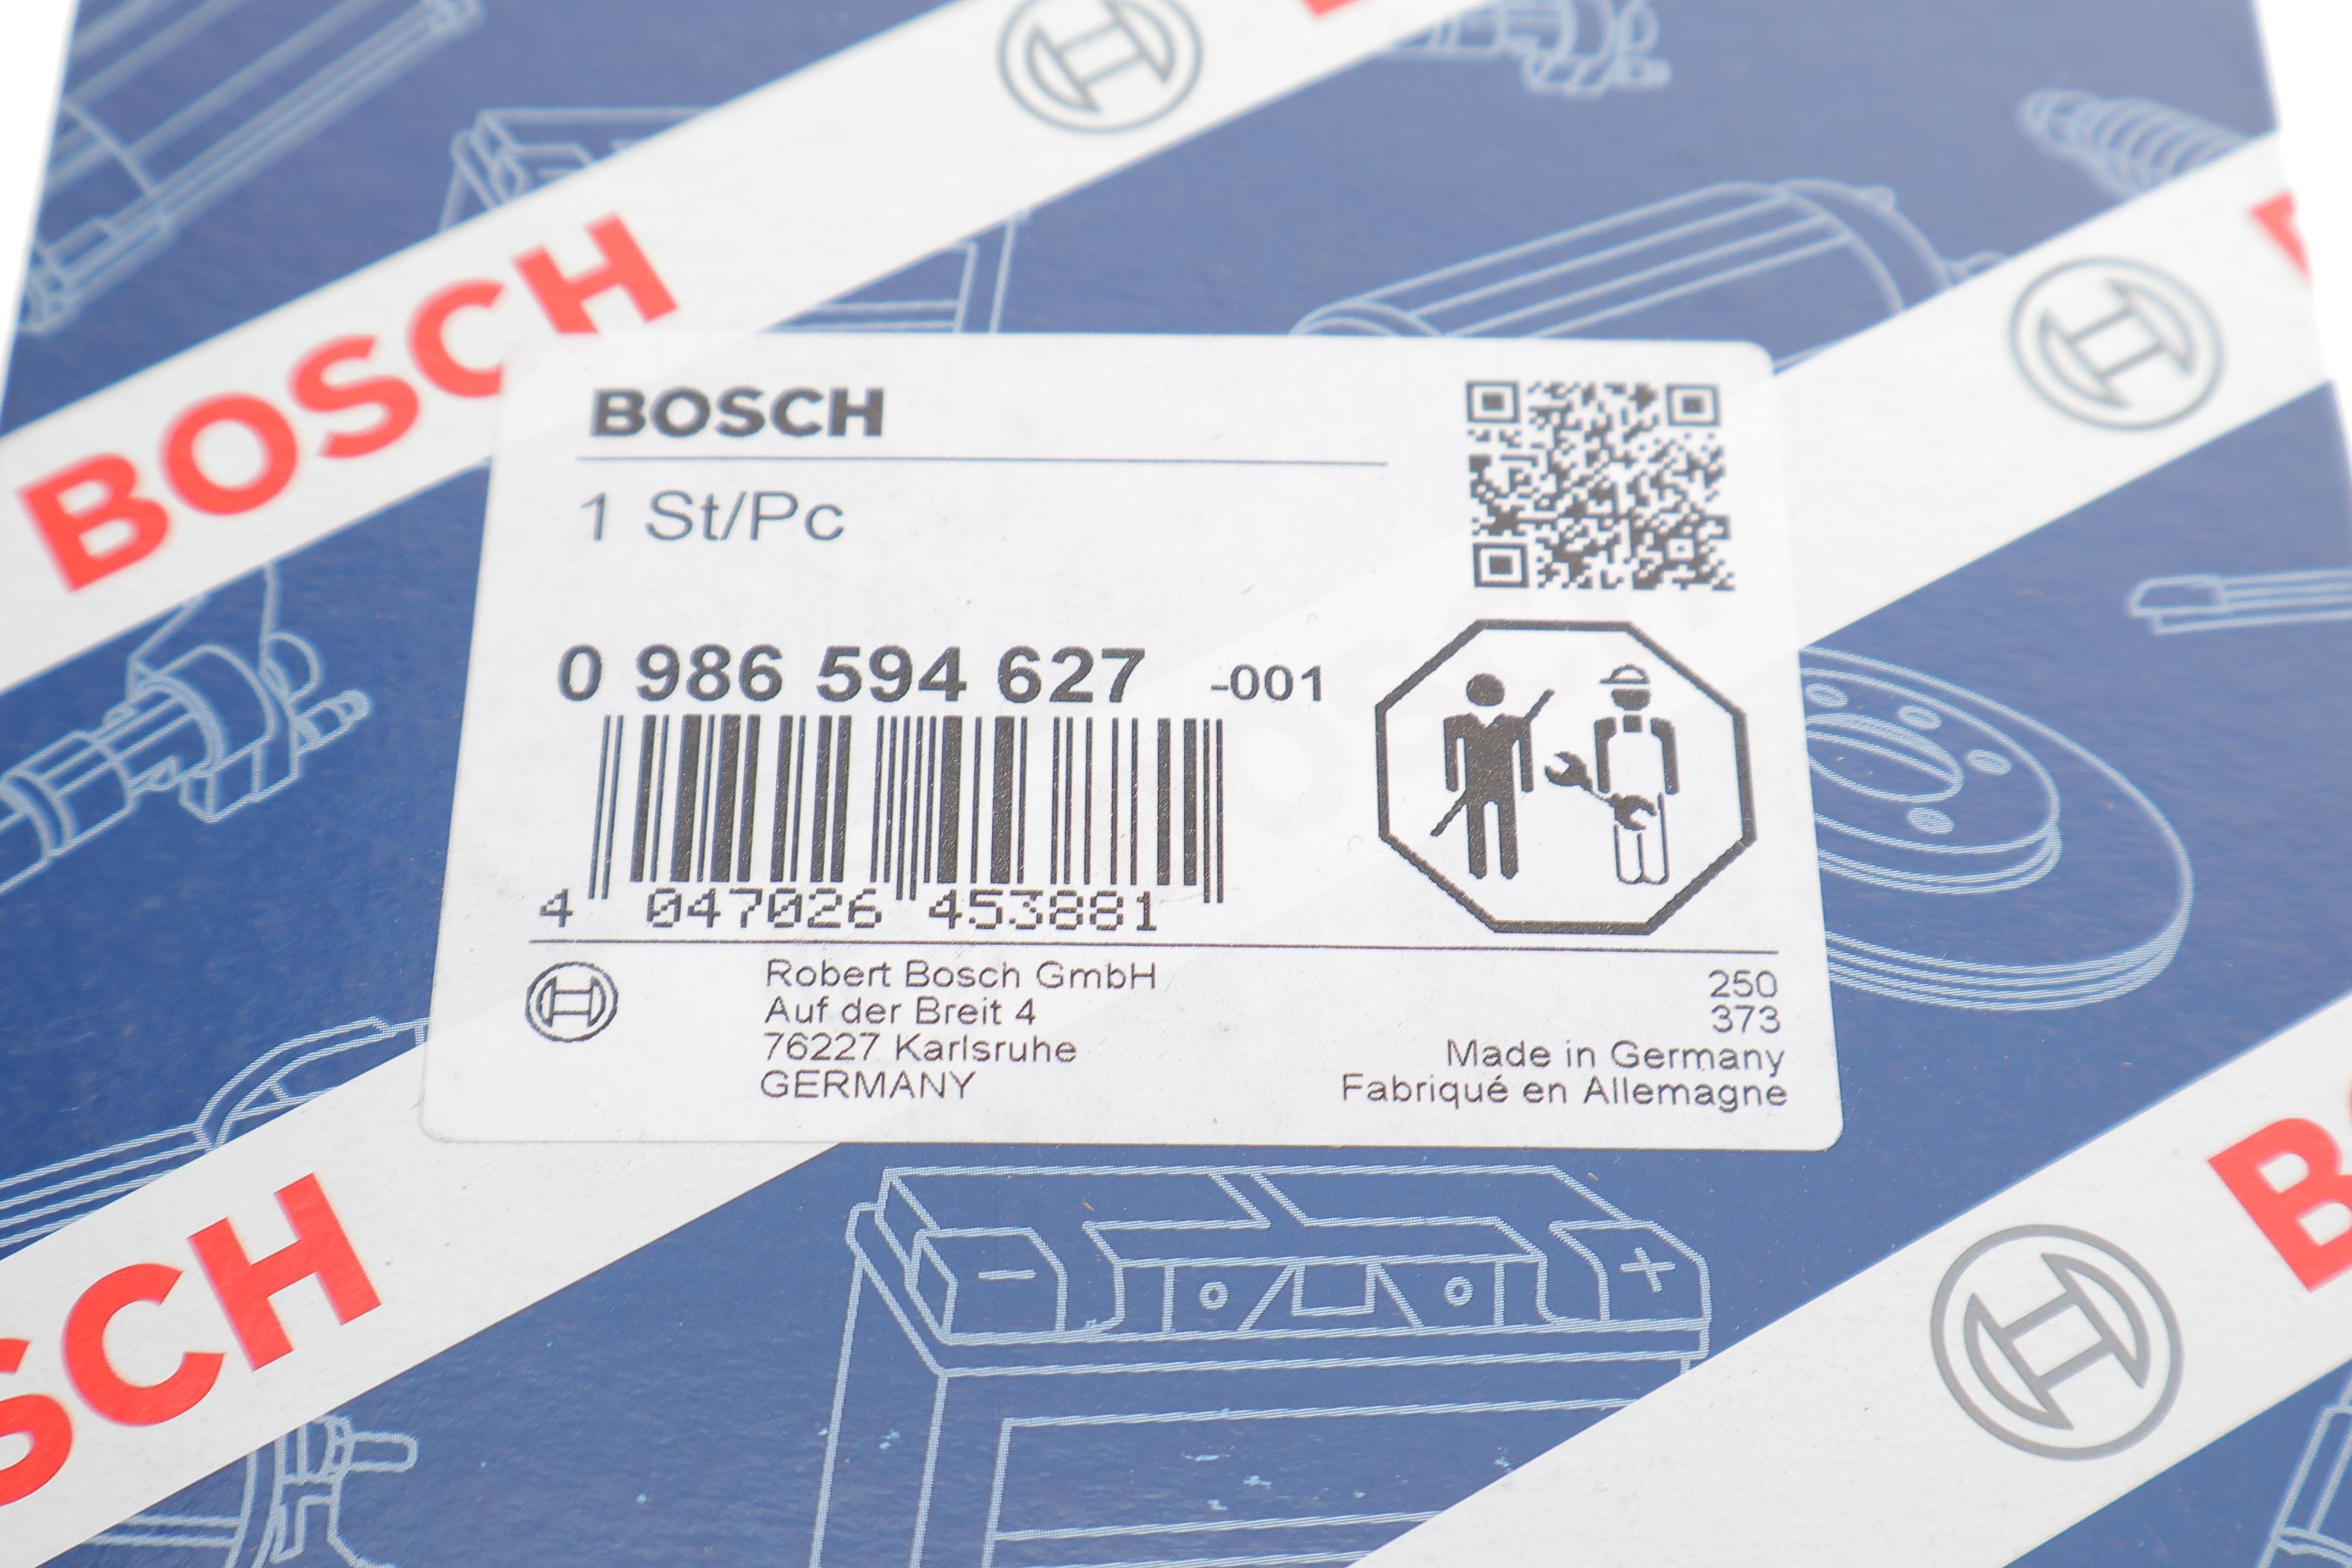 BOSCH
BOSCH
1 St/Pc
0 986 594 627 -001
4 047026 453881
Robert Bosch GmbH
Auf der Breit 4
76227 Karlsruhe
GERMANY
250
373
Made in Germany
Fabriqué en Allemagne
SCH
B